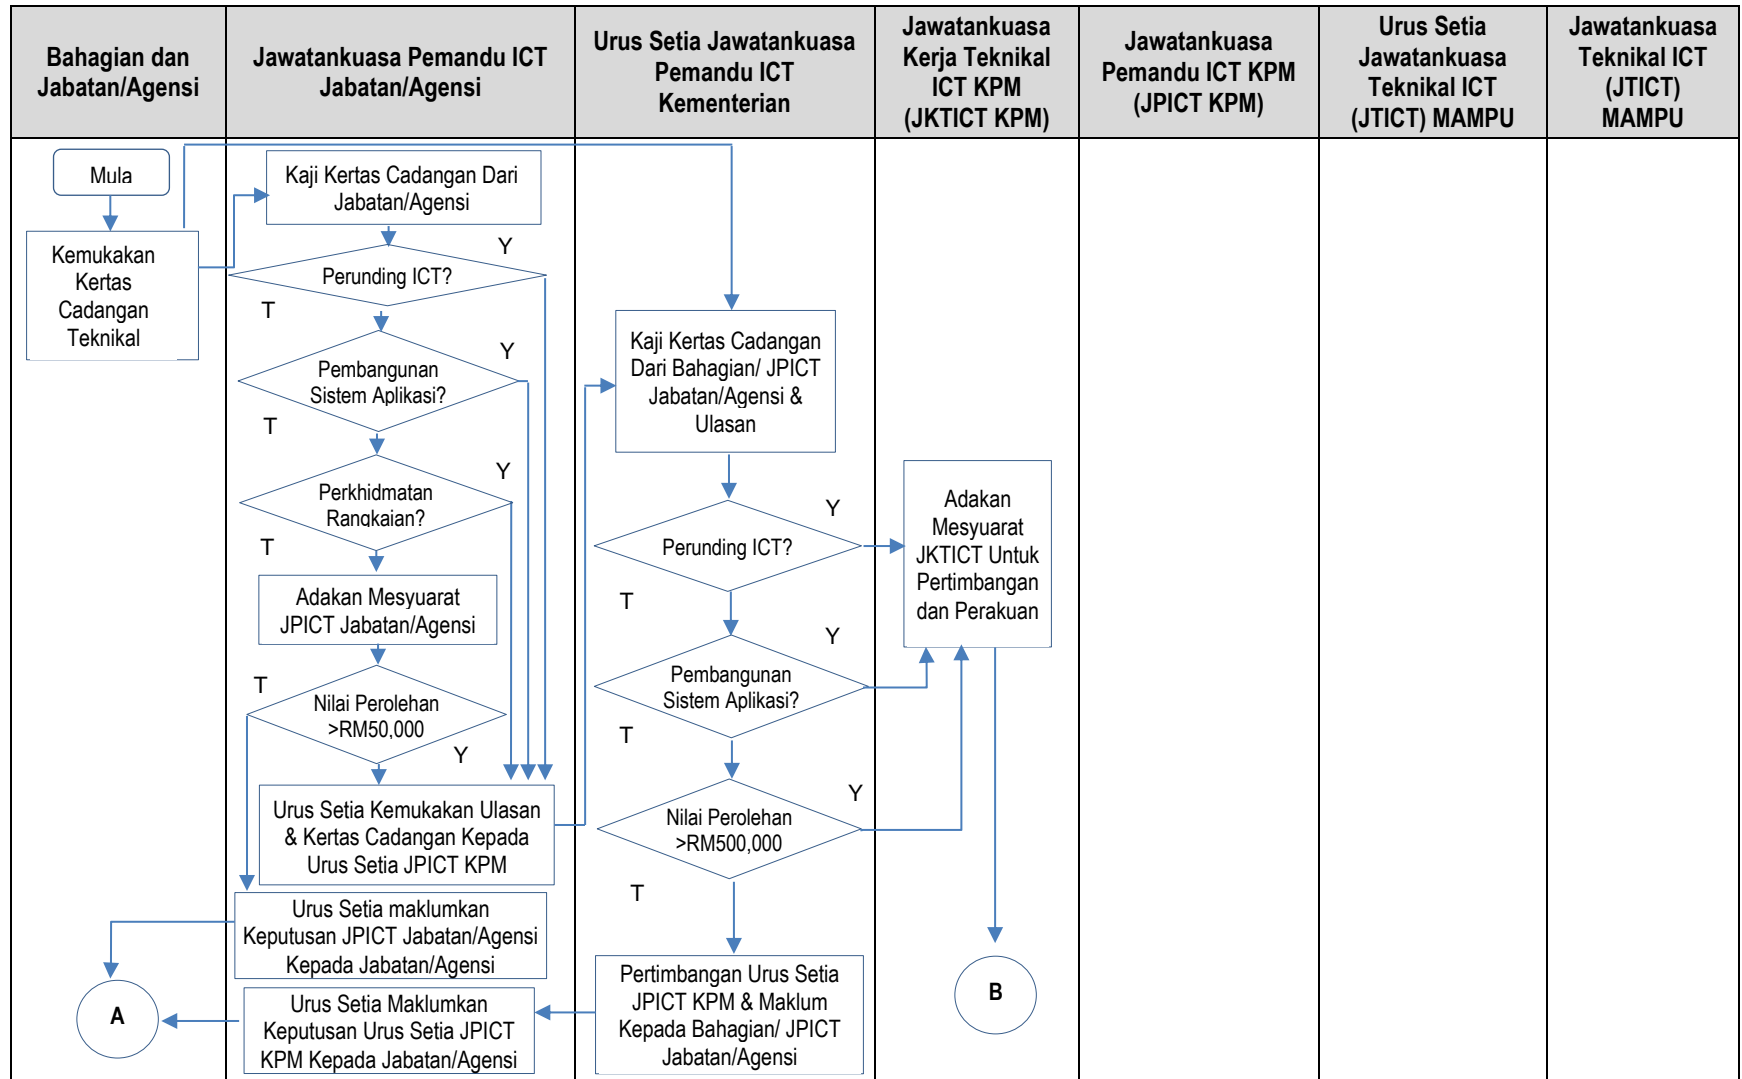 Bahagian dan
Jabatan/Agensi
Jawatankuasa Pemandu ICT
Jabatan/Agensi
Urus Setia Jawatankuasa
Pemandu ICT
Kementerian
Jawatankuasa
Kerja Teknikal
ICT KPM
(JKTICT KPM)
Jawatankuasa
Pemandu ICT KPM
(JPICT KPM)
Urus Setia
Jawatankuasa
Teknikal ICT
(JTICT) MAMPU
Jawatankuasa
Teknikal ICT
(JTICT)
MAMPU
Mula
Kemukakan
Kertas
Cadangan
Teknikal
A
Kaji Kertas Cadangan Dari
Jabatan/Agensi
Y
Perunding ICT?
T
Y
Pembangunan
Sistem Aplikasi?
T
Y
Perkhidmatan
Rangkaian?
T
Adakan Mesyuarat
JPICT Jabatan/Agensi
T
Nilai Perolehan
>RM50,000
Y
Urus Setia Kemukakan Ulasan
& Kertas Cadangan Kepada
Urus Setia JPICT KPM
Urus Setia maklumkan
Keputusan JPICT Jabatan/Agensi
Kepada Jabatan/Agensi
Urus Setia Maklumkan
Keputusan Urus Setia JPICT
KPM Kepada Jabatan/Agensi
Kaji Kertas Cadangan
Dari Bahagian/ JPICT
Jabatan/Agensi &
Ulasan
Y
Perunding ICT?
T
Y
Pembangunan
Sistem Aplikasi?
T
Y
Nilai Perolehan
>RM500,000
T
Pertimbangan Urus Setia
JPICT KPM & Maklum
Kepada Bahagian/ JPICT
Jabatan/Agensi
Adakan
Mesyuarat
JKTICT Untuk
Pertimbangan
dan Perakuan
B